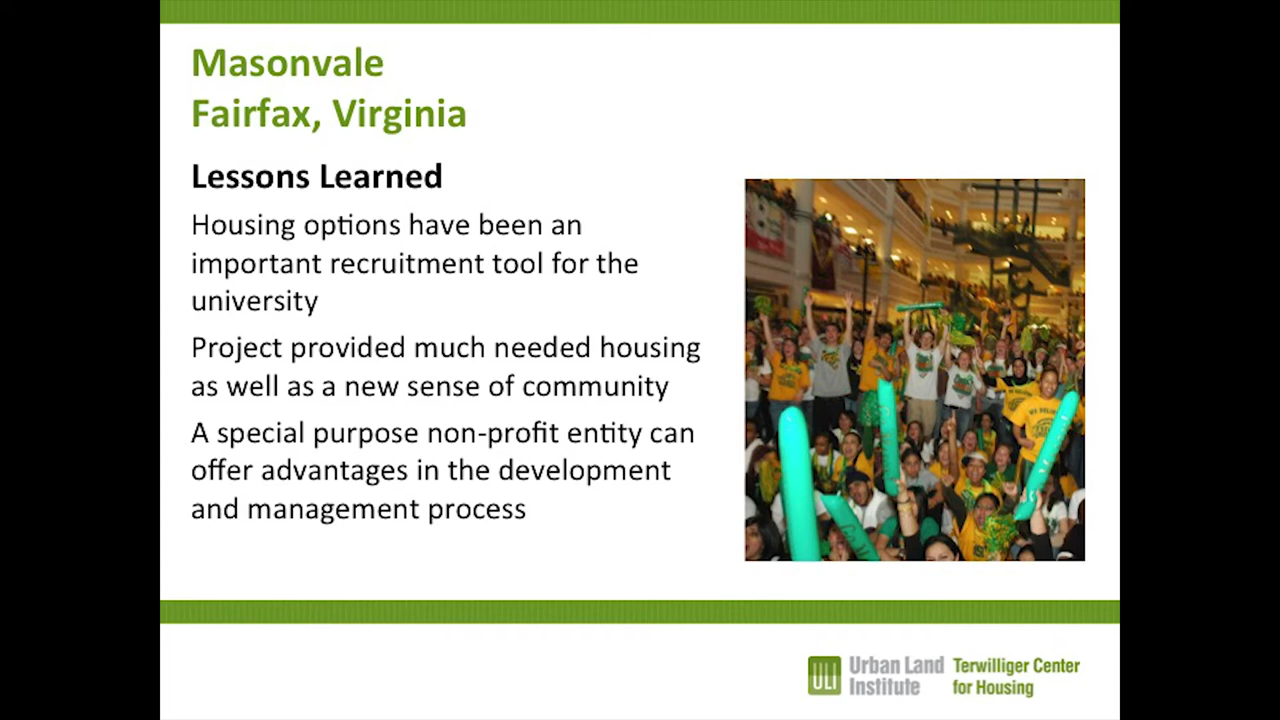 Masonvale
Fairfax, Virginia
Lessons Learned
Housing options have been an
important recruitment tool for the
university
Project provided much needed housing
as well as a new sense of community
A special purpose non-profit entity can
offer advantages in the development
and management process
ULI Urban Land Institute
Terwilliger Center
for Housing